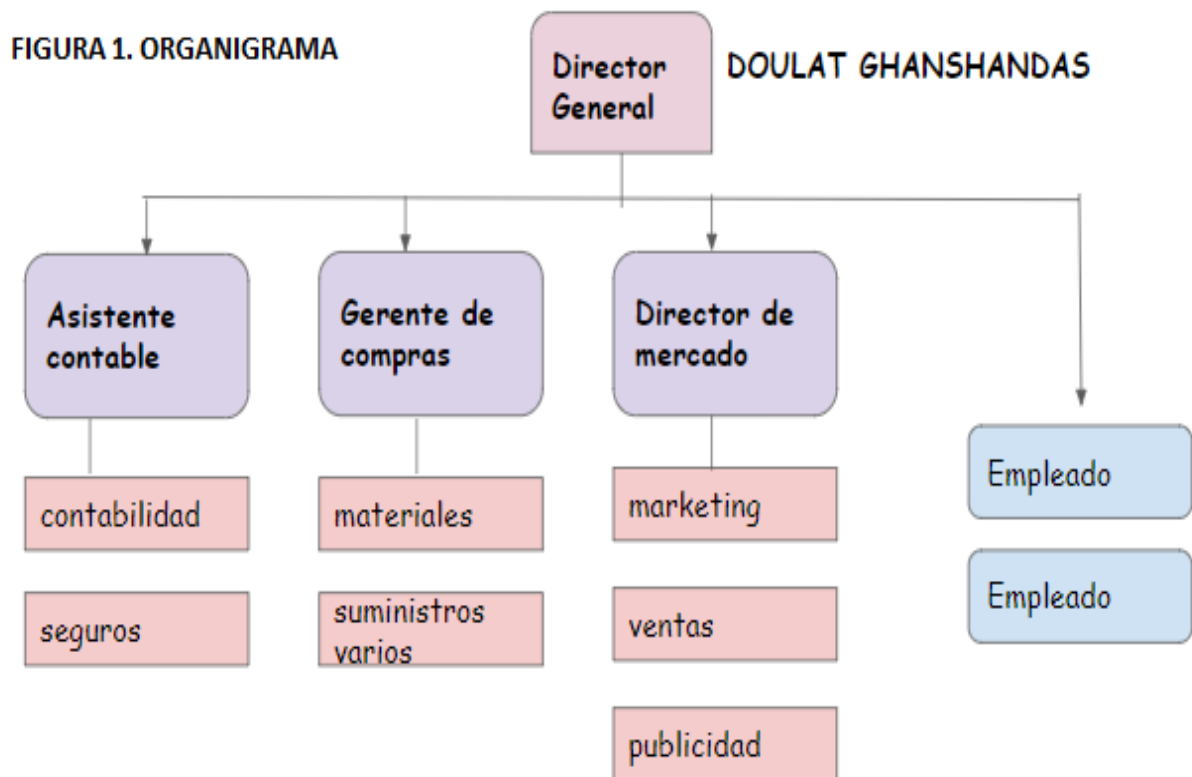 FIGURA 1. ORGANIGRAMA
Director
General
DOULAT GHANSHANDAS
Asistente
contable
Gerente de
compras
Director de
mercado
contabilidad
seguros
materiales
suministros
varios
marketing
ventas
publicidad
Empleado
Empleado